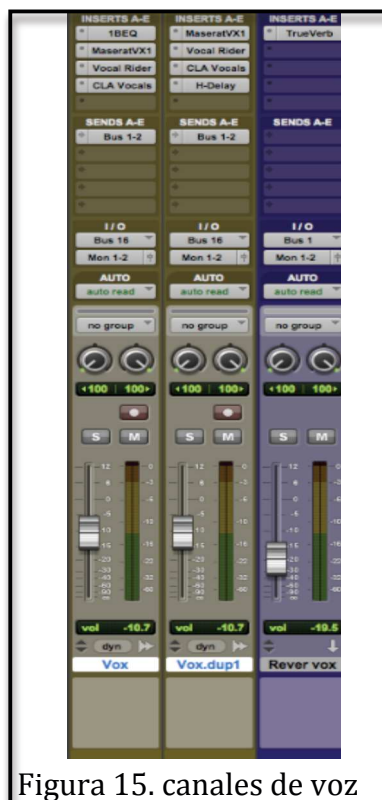 INSERTS A-E INSERTS A-E INSERTS A-E
1BEQ MaseratVX1 TrueVerb
MaseratVX1 Vocal Rider
Vocal Rider CLA Vocals
CLA Vocals H-Delay
SENDS A-E SENDS A-E SENDS A-E
Bus 1-2 Bus 1-2
I / O I / O I / O
Bus 16 Bus 16 Bus 1
Mon 1-2 Mon 1-2 Mon 1-2
AUTO AUTO AUTO
auto read auto read auto read
no group no group no group
◂100 100▸ ◂100 100▸ ◂100 100▸
S M S M S M
vol -10.7 vol -10.7 vol -19.5
dyn dyn
Vox Vox.dup1 Rever vox
Figura 15. canales de voz